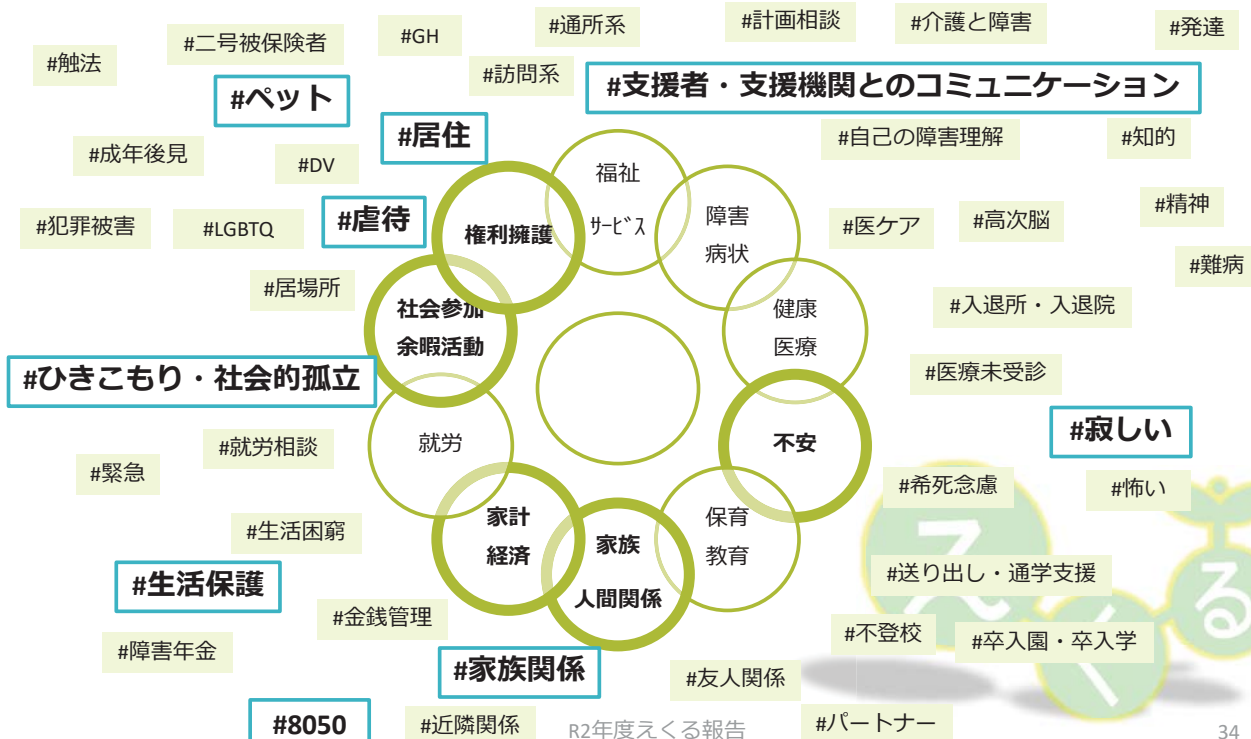 #通所系
#計画相談
#介護と障害
#発達
#二号被保険者
#GH
#触法
#訪問系
#ペット
#支援者・支援機関とのコミュニケーション
#居住
#自己の障害理解
#知的
#成年後見
#DV
福祉
サービス
障害
病状
#犯罪被害
#LGBTQ
#虐待
権利擁護
#医ケア
#高次脳
#精神
#難病
#居場所
社会参加
余暇活動
健康
医療
#入退所・入退院
#ひきこもり・社会的孤立
#医療未受診
#寂しい
#就労相談
就労
不安
#緊急
#希死念慮
#怖い
#生活困窮
家計
経済
家族
人間関係
保育
教育
#生活保護
#送り出し・通学支援
#金銭管理
#不登校
#卒入園・卒入学
#障害年金
#家族関係
#友人関係
#8050
#近隣関係
R2年度えくる報告
#パートナー
34
え
く
る